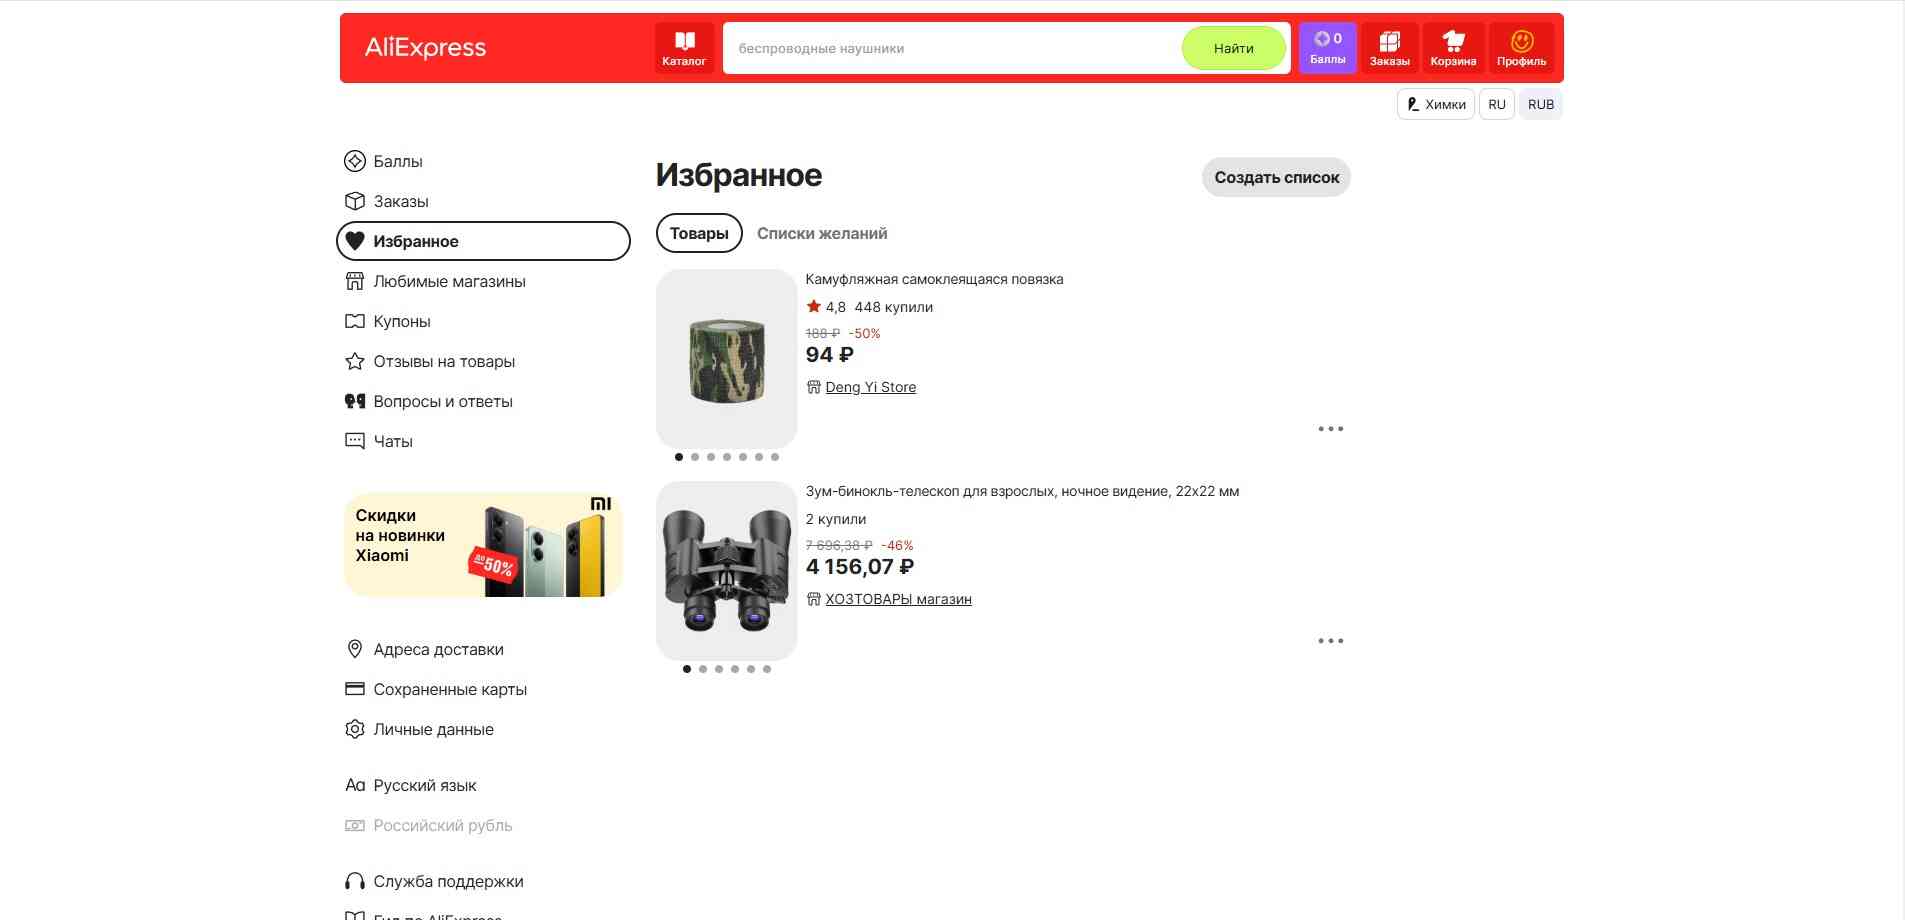 AliExpress
Каталог
беспроводные наушники
Найти
0
Баллы
Заказы
Корзина
Профиль
Химки
RU
RUB
Баллы
Заказы
Избранное
Любимые магазины
Купоны
Отзывы на товары
Вопросы и ответы
Чаты
Скидки
на новинки
Xiaomi
до
50%
Адреса доставки
Сохраненные карты
Личные данные
Aa Русский язык
Российский рубль
Служба поддержки
Гид по AliExpress
Избранное
Создать список
Товары
Списки желаний
Камуфляжная самоклеящаяся повязка
4,8 448 купили
188 ₽ -50%
94 ₽
Deng Yi Store
Зум-бинокль-телескоп для взрослых, ночное видение, 22x22 мм
2 купили
7 696,38 ₽ -46%
4 156,07 ₽
ХОЗТОВАРЫ магазин